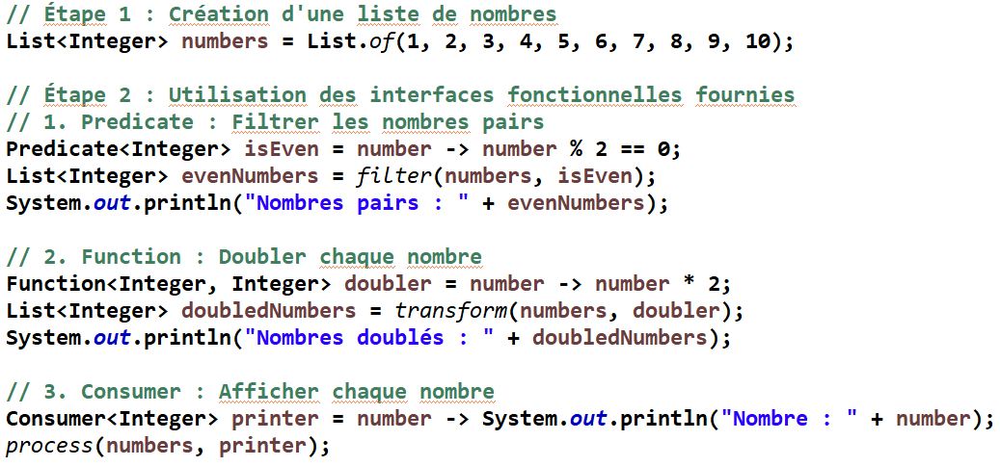 // Étape 1 : Création d'une liste de nombres
List<Integer> numbers = List.of(1, 2, 3, 4, 5, 6, 7, 8, 9, 10);
// Étape 2 : Utilisation des interfaces fonctionnelles fournies
// 1. Predicate : Filtrer les nombres pairs
Predicate<Integer> isEven = number -> number % 2 == 0;
List<Integer> evenNumbers = filter(numbers, isEven);
System.out.println("Nombres pairs : " + evenNumbers);
// 2. Function : Doubler chaque nombre
Function<Integer, Integer> doubler = number -> number * 2;
List<Integer> doubledNumbers = transform(numbers, doubler);
System.out.println("Nombres doublés : " + doubledNumbers);
// 3. Consumer : Afficher chaque nombre
Consumer<Integer> printer = number -> System.out.println("Nombre : " + number);
process(numbers, printer);